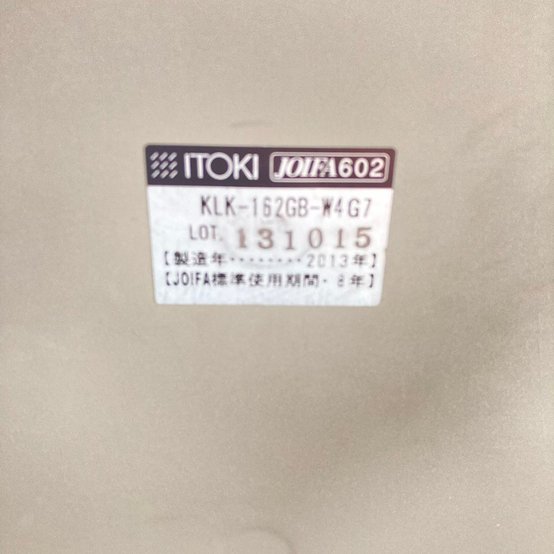 ITOKI JOIFA602
KLK-162GB-W4G7
LOT. 131015
【製造年········2013年】
【JOIFA標準使用期間·8年】